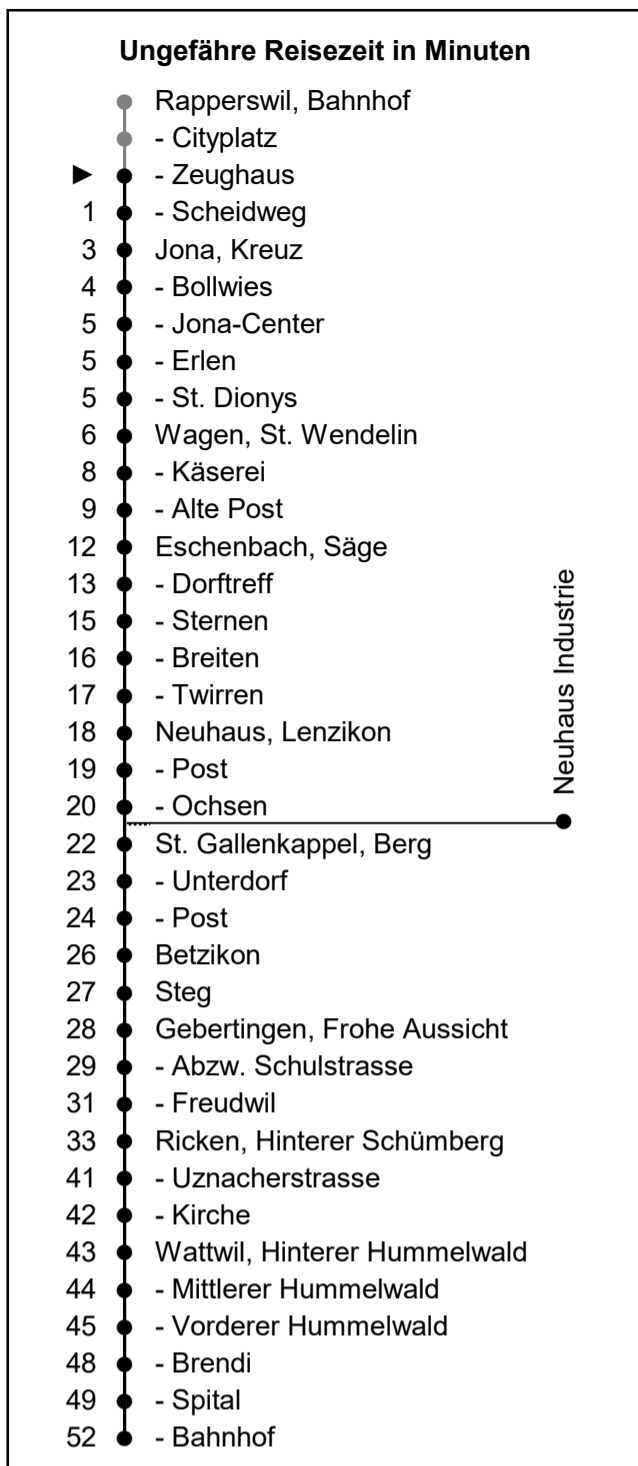 Ungefähre Reisezeit in Minuten
Rapperswil, Bahnhof
- Cityplatz
► - Zeughaus
1 - Scheidweg
3 Jona, Kreuz
4 - Bollwies
5 - Jona-Center
5 - Erlen
5 - St. Dionys
6 Wagen, St. Wendelin
8 - Käserei
9 - Alte Post
12 Eschenbach, Säge
13 - Dorftreff
15 - Sternen
16 - Breiten
17 - Twirren
18 Neuhaus, Lenzikon
19 - Post
20 - Ochsen
Neuhaus Industrie
22 St. Gallenkappel, Berg
23 - Unterdorf
24 - Post
26 Betzikon
27 Steg
28 Gebertingen, Frohe Aussicht
29 - Abzw. Schulstrasse
31 - Freudwil
33 Ricken, Hinterer Schümberg
41 - Uznacherstrasse
42 - Kirche
43 Wattwil, Hinterer Hummelwald
44 - Mittlerer Hummelwald
45 - Vorderer Hummelwald
48 - Brendi
49 - Spital
52 - Bahnhof